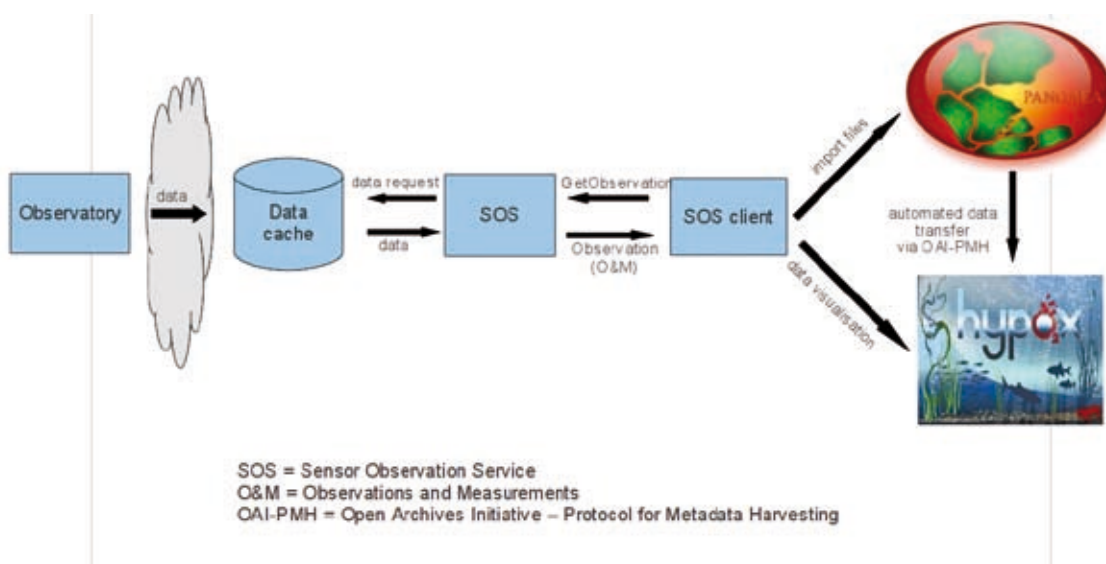 PANGAEA
import files
data request
GetObservation
Observatory
data
Data
cache
SOS
SOS client
data
Observation
(O&M)
automated data
transfer
via OAI-PMH
data visualisation
hypox
SOS = Sensor Observation Service
O&M = Observations and Measurements
OAI-PMH = Open Archives Initiative – Protocol for Metadata Harvesting